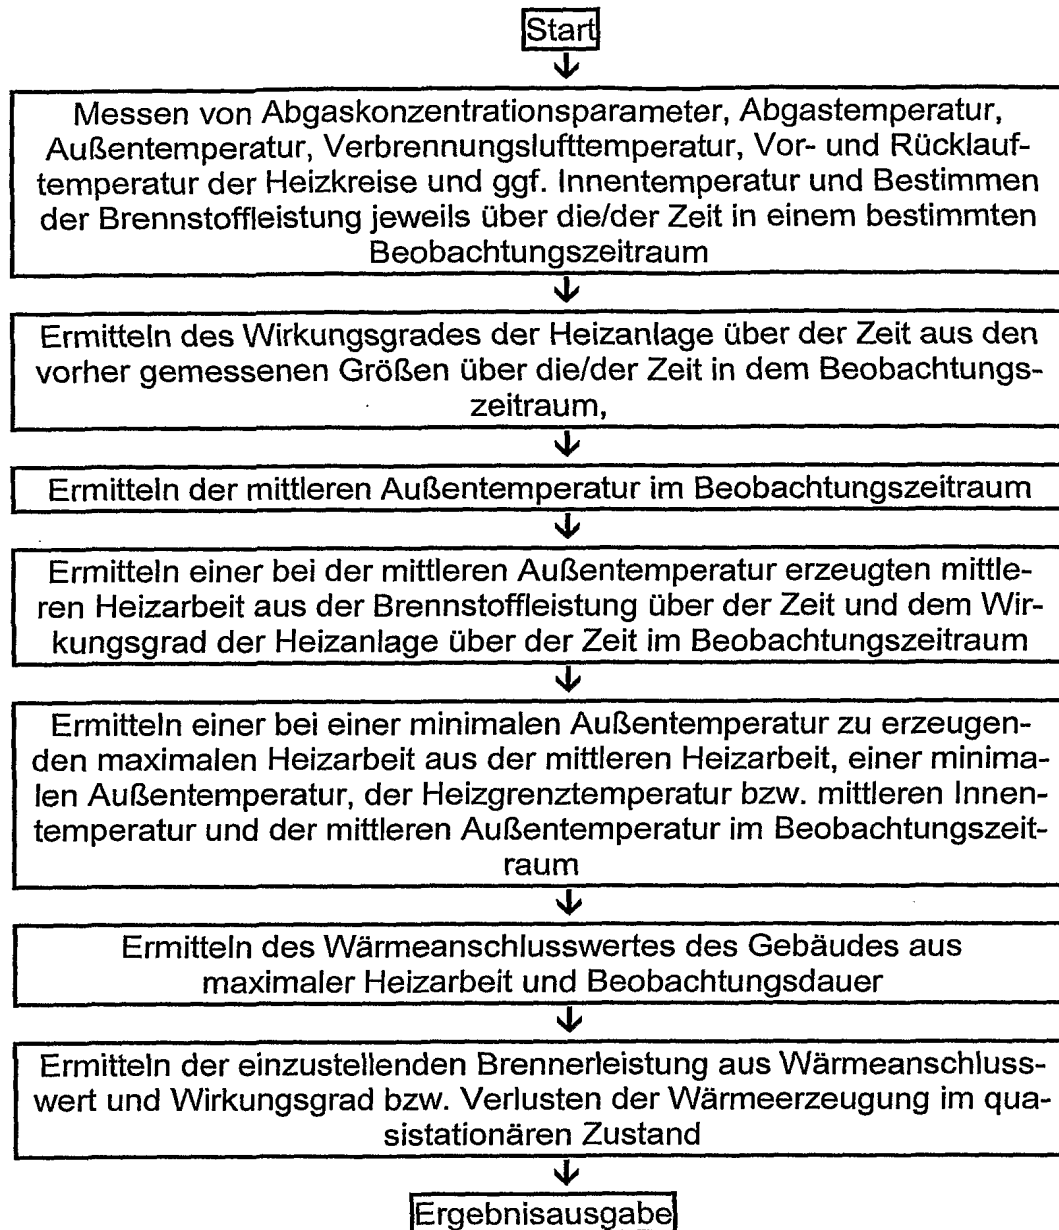 Start
Messen von Abgaskonzentrationsparameter, Abgastemperatur,
Außentemperatur, Verbrennungslufttemperatur, Vor- und Rücklauf-
temperatur der Heizkreise und ggf. Innentemperatur und Bestimmen
der Brennstoffleistung jeweils über die/der Zeit in einem bestimmten
Beobachtungszeitraum
Ermitteln des Wirkungsgrades der Heizanlage über der Zeit aus den
vorher gemessenen Größen über die/der Zeit in dem Beobachtungs-
zeitraum,
Ermitteln der mittleren Außentemperatur im Beobachtungszeitraum
Ermitteln einer bei der mittleren Außentemperatur erzeugten mittle-
ren Heizarbeit aus der Brennstoffleistung über der Zeit und dem Wir-
kungsgrad der Heizanlage über der Zeit im Beobachtungszeitraum
Ermitteln einer bei einer minimalen Außentemperatur zu erzeugen-
den maximalen Heizarbeit aus der mittleren Heizarbeit, einer minima-
len Außentemperatur, der Heizgrenztemperatur bzw. mittleren Innen-
temperatur und der mittleren Außentemperatur im Beobachtungszeit-
raum
Ermitteln des Wärmeanschlusswertes des Gebäudes aus
maximaler Heizarbeit und Beobachtungsdauer
Ermitteln der einzustellenden Brennerleistung aus Wärmeanschluss-
wert und Wirkungsgrad bzw. Verlusten der Wärmeerzeugung im qua-
sistationären Zustand
Ergebnisausgabe